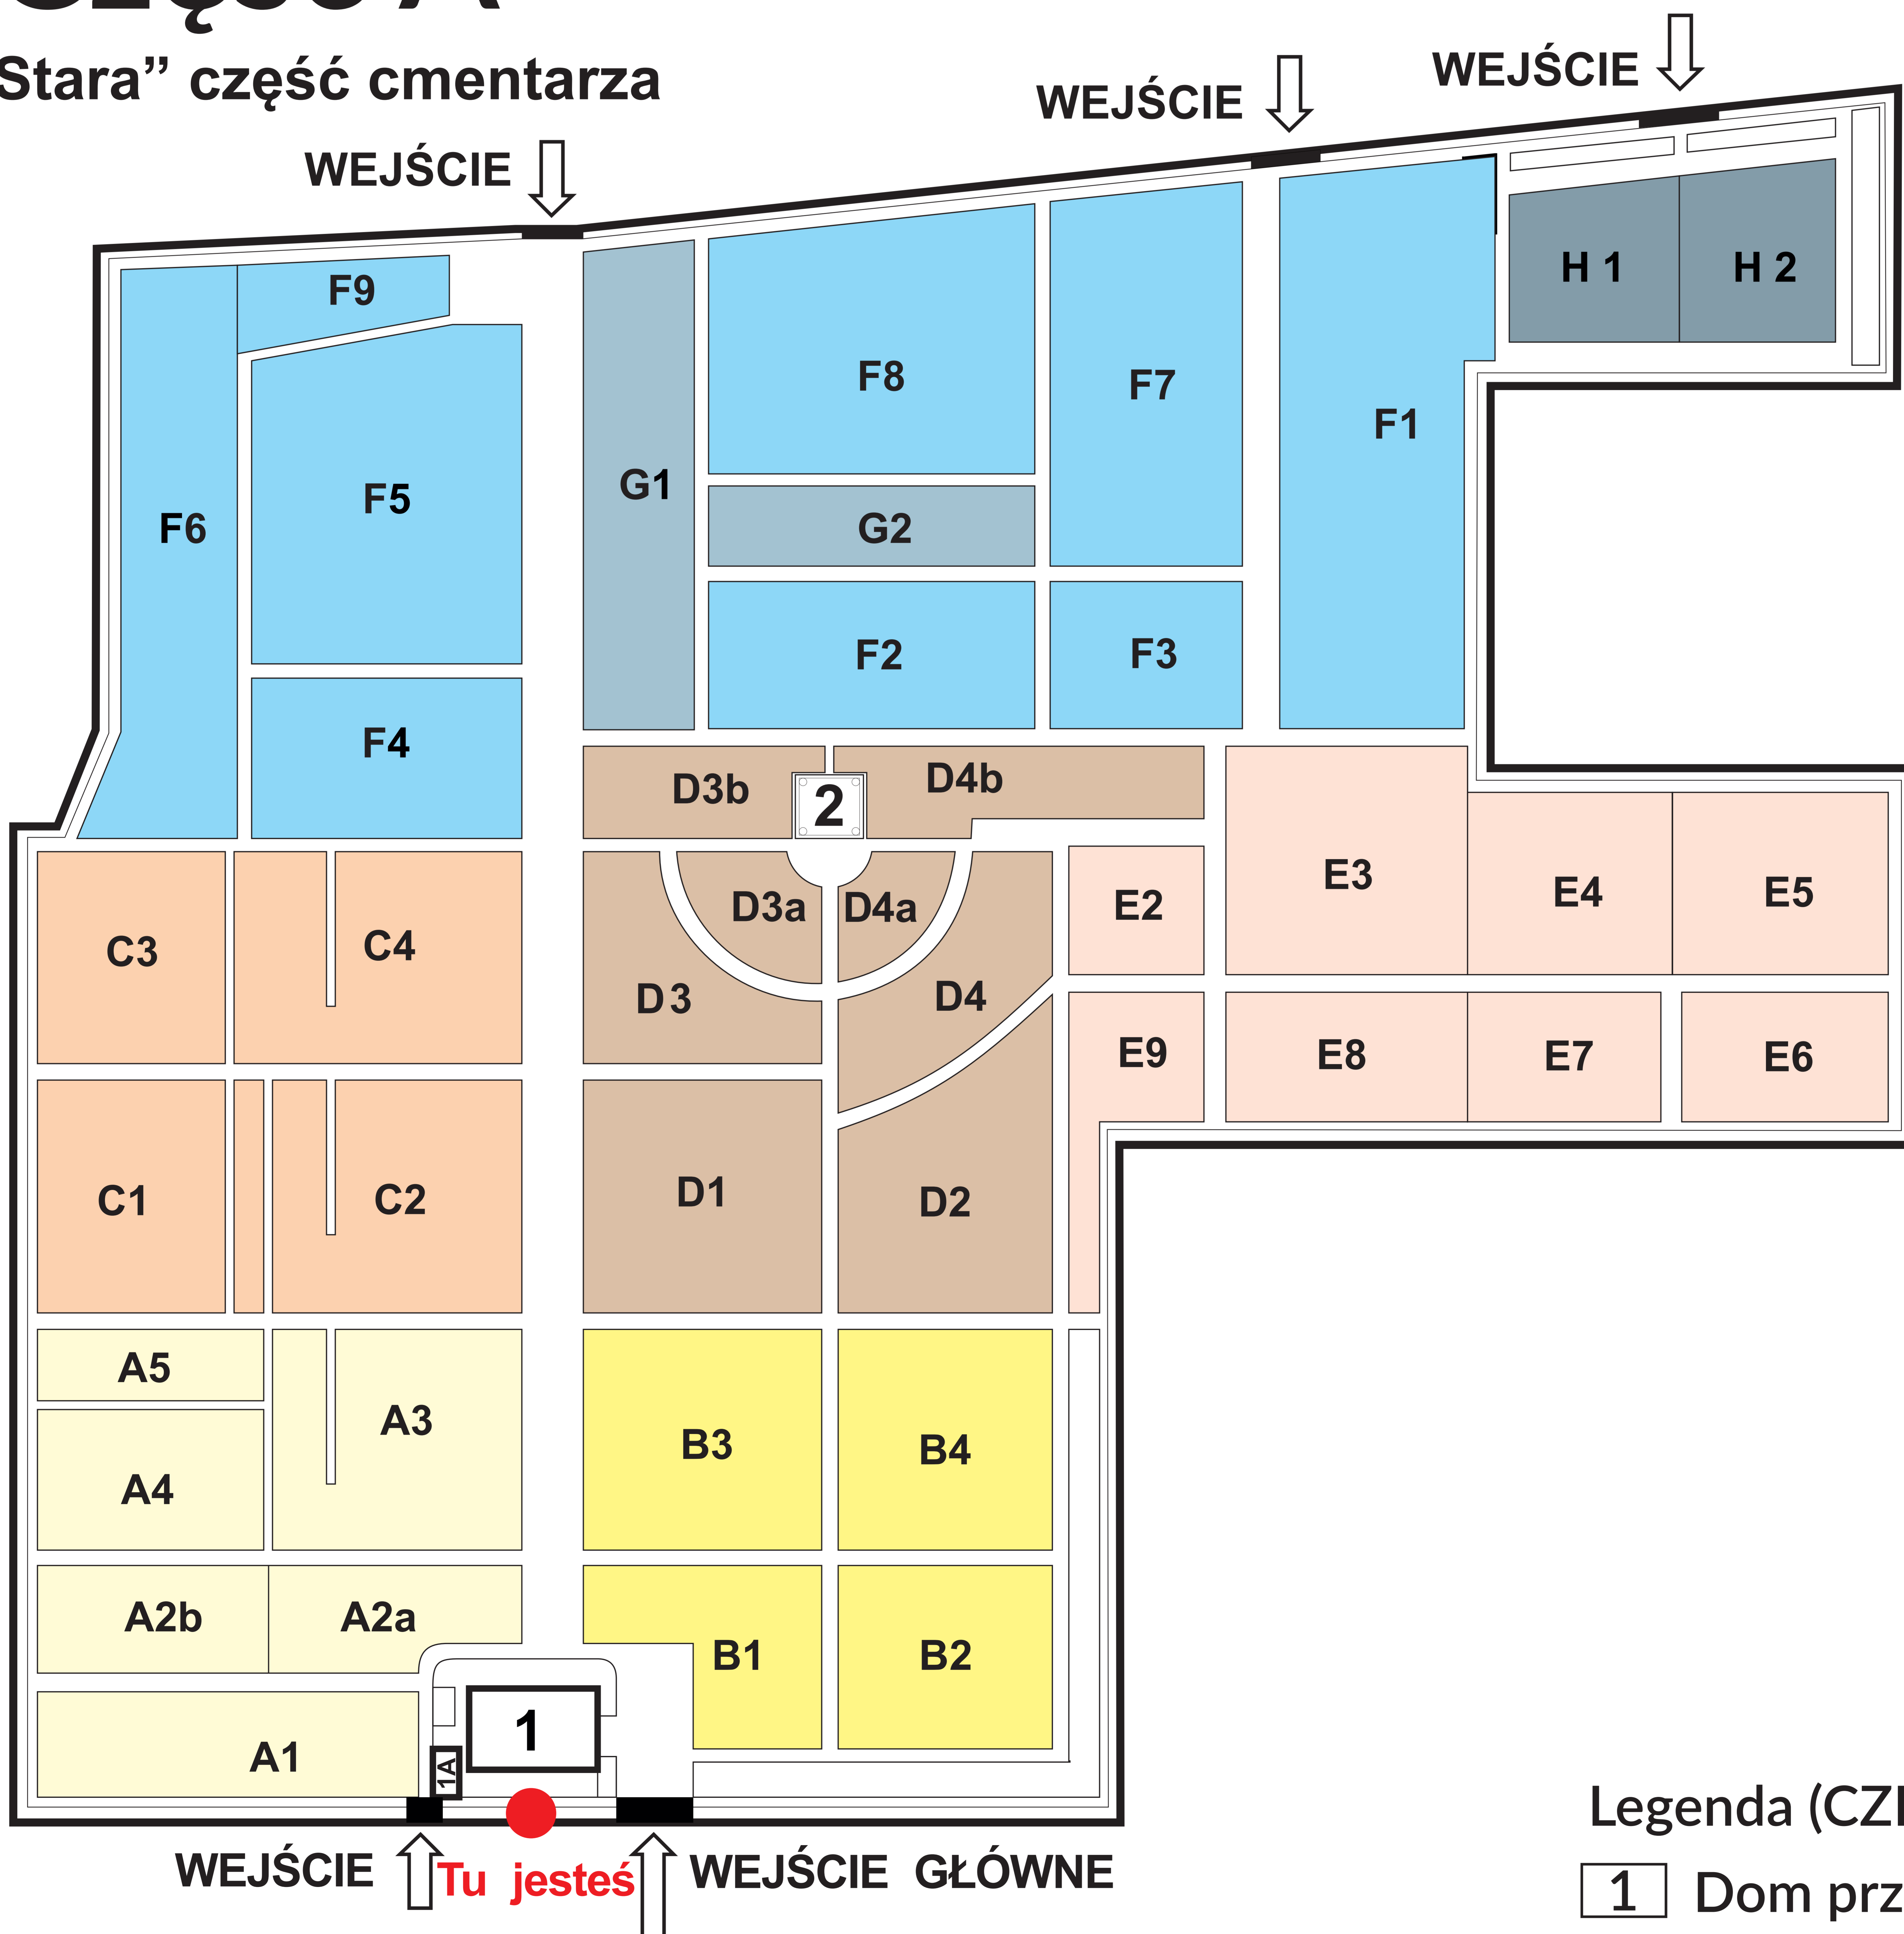 Stara” część cmentarza
WEJŚCIE
WEJŚCIE
WEJŚCIE
H 1
H 2
F9
F8
F7
F1
G1
F5
F6
G2
F2
F3
F4
D3b
2
D4b
E3
E4
E5
E2
D3a
D4a
C3
C4
D3
D4
E9
E8
E7
E6
C1
C2
D1
D2
A5
A3
B3
B4
A4
A2b
A2a
B1
B2
1
A1
1A
WEJŚCIE
Tu jesteś
WEJŚCIE GŁÓWNE
Legenda
1 Dom